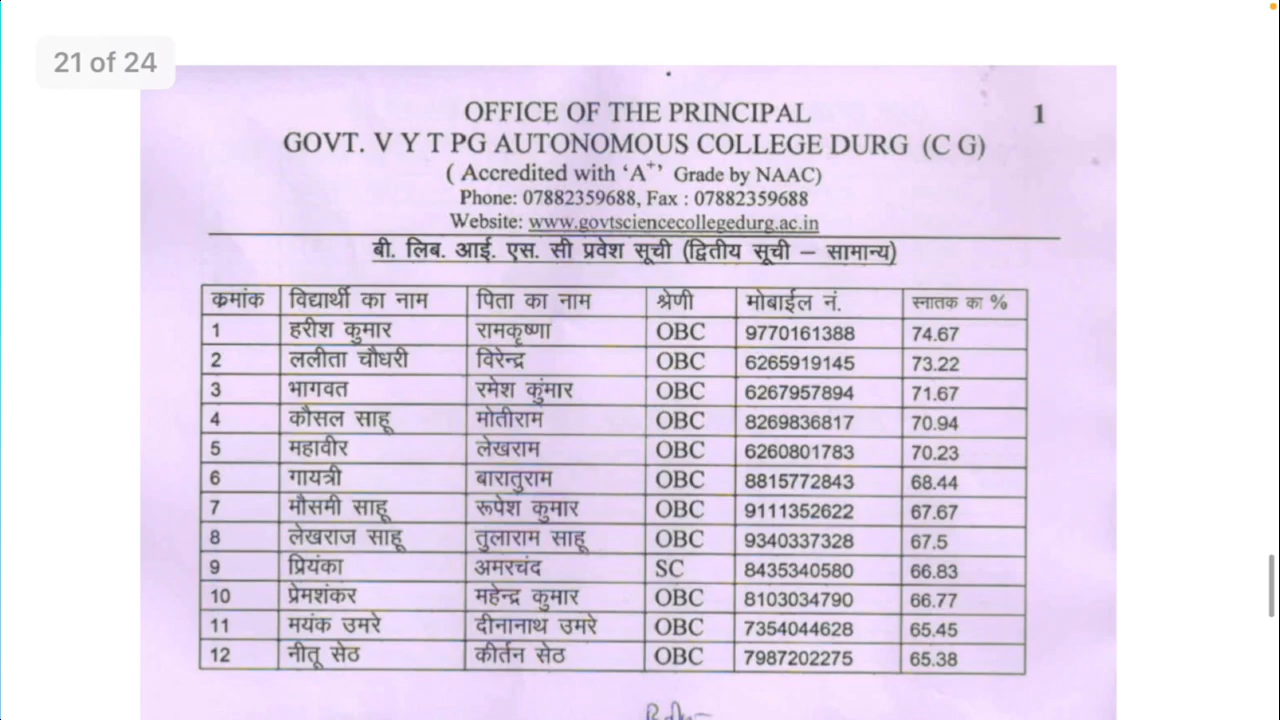 21 of 24
1
OFFICE OF THE PRINCIPAL
GOVT. V Y T PG AUTONOMOUS COLLEGE DURG (C G)
( Accredited with ‘A⁺’ Grade by NAAC)
Phone: 07882359688, Fax : 07882359688
Website: www.govtsciencecollegedurg.ac.in
बी. लिब. आई. एस. सी प्रवेश सूची (द्वितीय सूची – सामान्य)
क्रमांक विद्यार्थी का नाम पिता का नाम श्रेणी मोबाईल नं. स्नातक का %
1 हरीश कुमार रामकृष्णा OBC 9770161388 74.67
2 ललीता चौधरी विरेन्द्र OBC 6265919145 73.22
3 भागवत रमेश कुंमार OBC 6267957894 71.67
4 कौसल साहू मोतीराम OBC 8269836817 70.94
5 महावीर लेखराम OBC 6260801783 70.23
6 गायत्री बारातुराम OBC 8815772843 68.44
7 मौसमी साहू रूपेश कुमार OBC 9111352622 67.67
8 लेखराज साहू तुलाराम साहू OBC 9340337328 67.5
9 प्रियंका अमरचंद SC 8435340580 66.83
10 प्रेमशंकर महेन्द्र कुमार OBC 8103034790 66.77
11 मयंक उमरे दीनानाथ उमरे OBC 7354044628 65.45
12 नीतू सेठ कीर्तन सेठ OBC 7987202275 65.38